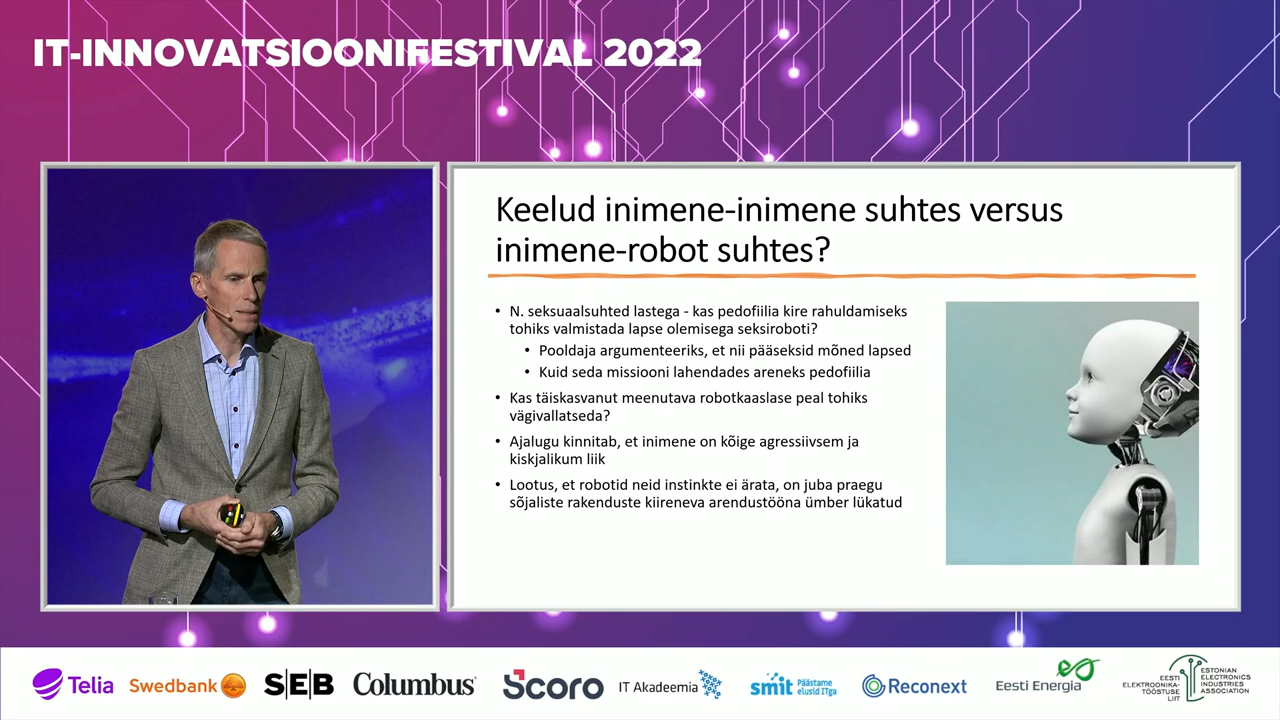 IT-INNOVATSIOONIFESTIVAL 2022
Keelud inimene-inimene suhtes versus
inimene-robot suhtes?
• N. seksuaalsuhted lastega - kas pedofiilia kire rahuldamiseks
tohiks valmistada lapse olemisega seksiroboti?
• Pooldaja argumenteeriks, et nii pääseksid mõned lapsed
• Kuid seda missiooni lahendades areneks pedofiilia
• Kas täiskasvanut meenutava robotkaaslase peal tohiks
vägivallatseda?
• Ajalugu kinnitab, et inimene on kõige agressiivsem ja
kiskjalikum liik
• Lootus, et robotid neid instinkte ei ärata, on juba praegu
sõjaliste rakenduste kiireneva arendustööna ümber lükatud
Telia
Swedbank
S|E|B
Columbus
Scoro
IT Akadeemia
smit Päästame
elusid ITga
Reconext
Eesti Energia
EESTI
ELEKTROONIKA-
TÖÖSTUSE
LIIT
ESTONIAN
ELECTRONICS
INDUSTRIES
ASSOCIATION